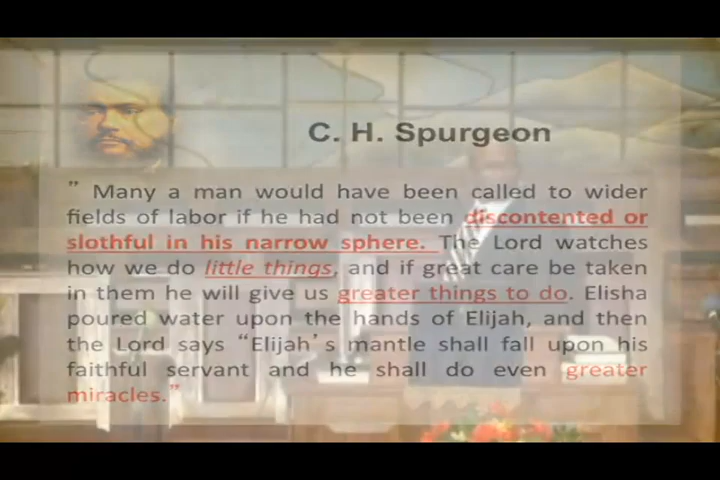 C. H. Spurgeon
" Many a man would have been called to wider
fields of labor if he had not been discontented or
slothful in his narrow sphere. The Lord watches
how we do little things, and if great care be taken
in them he will give us greater things to do. Elisha
poured water upon the hands of Elijah, and then
the Lord says “Elijah’s mantle shall fall upon his
faithful servant and he shall do even greater
miracles.”